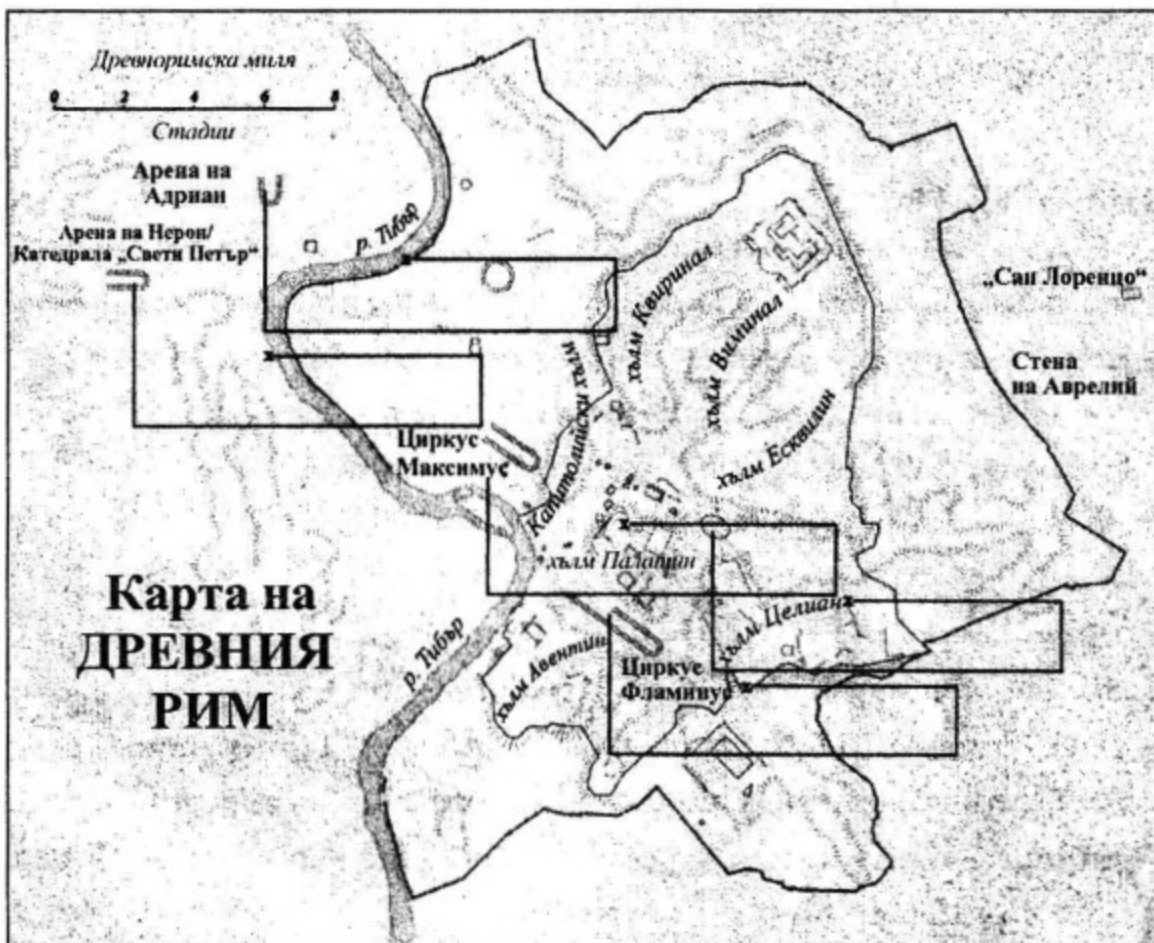 Древноримска миля
0 2 4 6 8
Стадии
Арена на
Адриан
Арена на Нерон/
Катедрала „Свети Петър“
р. Тибър
хълм Квиринал
хълм Виминал
„Сан Лоренцо“
Стена
на Аврелий
хълм Есквилин
Циркус
Максимус
хълм
хълм Палатин
хълм Целиан
Карта на
ДРЕВНИЯ
РИМ
р. Тибър
хълм Авентин
Циркус
Фламинус